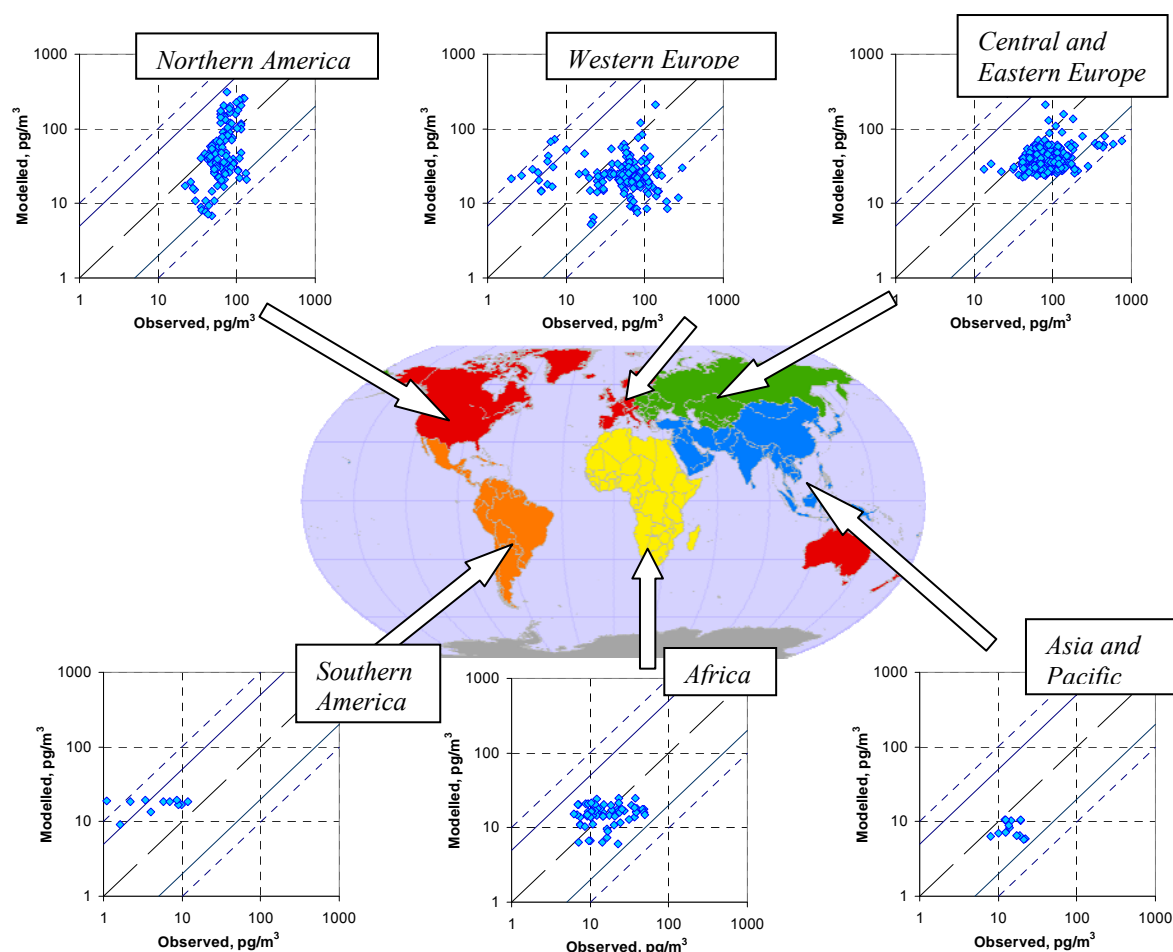 Northern America
1000
100
10
1
Modelled, pg/m³
1 10 100 1000
Observed, pg/m³
Western Europe
1000
100
10
1
Modelled, pg/m³
1 10 100 1000
Observed, pg/m³
Central and
Eastern Europe
1000
100
10
1
Modelled, pg/m³
1 10 100 1000
Observed, pg/m³
Southern
America
1000
100
10
1
Modelled, pg/m³
1 10 100 1000
Observed, pg/m³
Africa
1000
100
10
1
Modelled, pg/m³
1 10 100 1000
Observed, pg/m³
Asia and
Pacific
1000
100
10
1
Modelled, pg/m³
1 10 100 1000
Observed, pg/m³